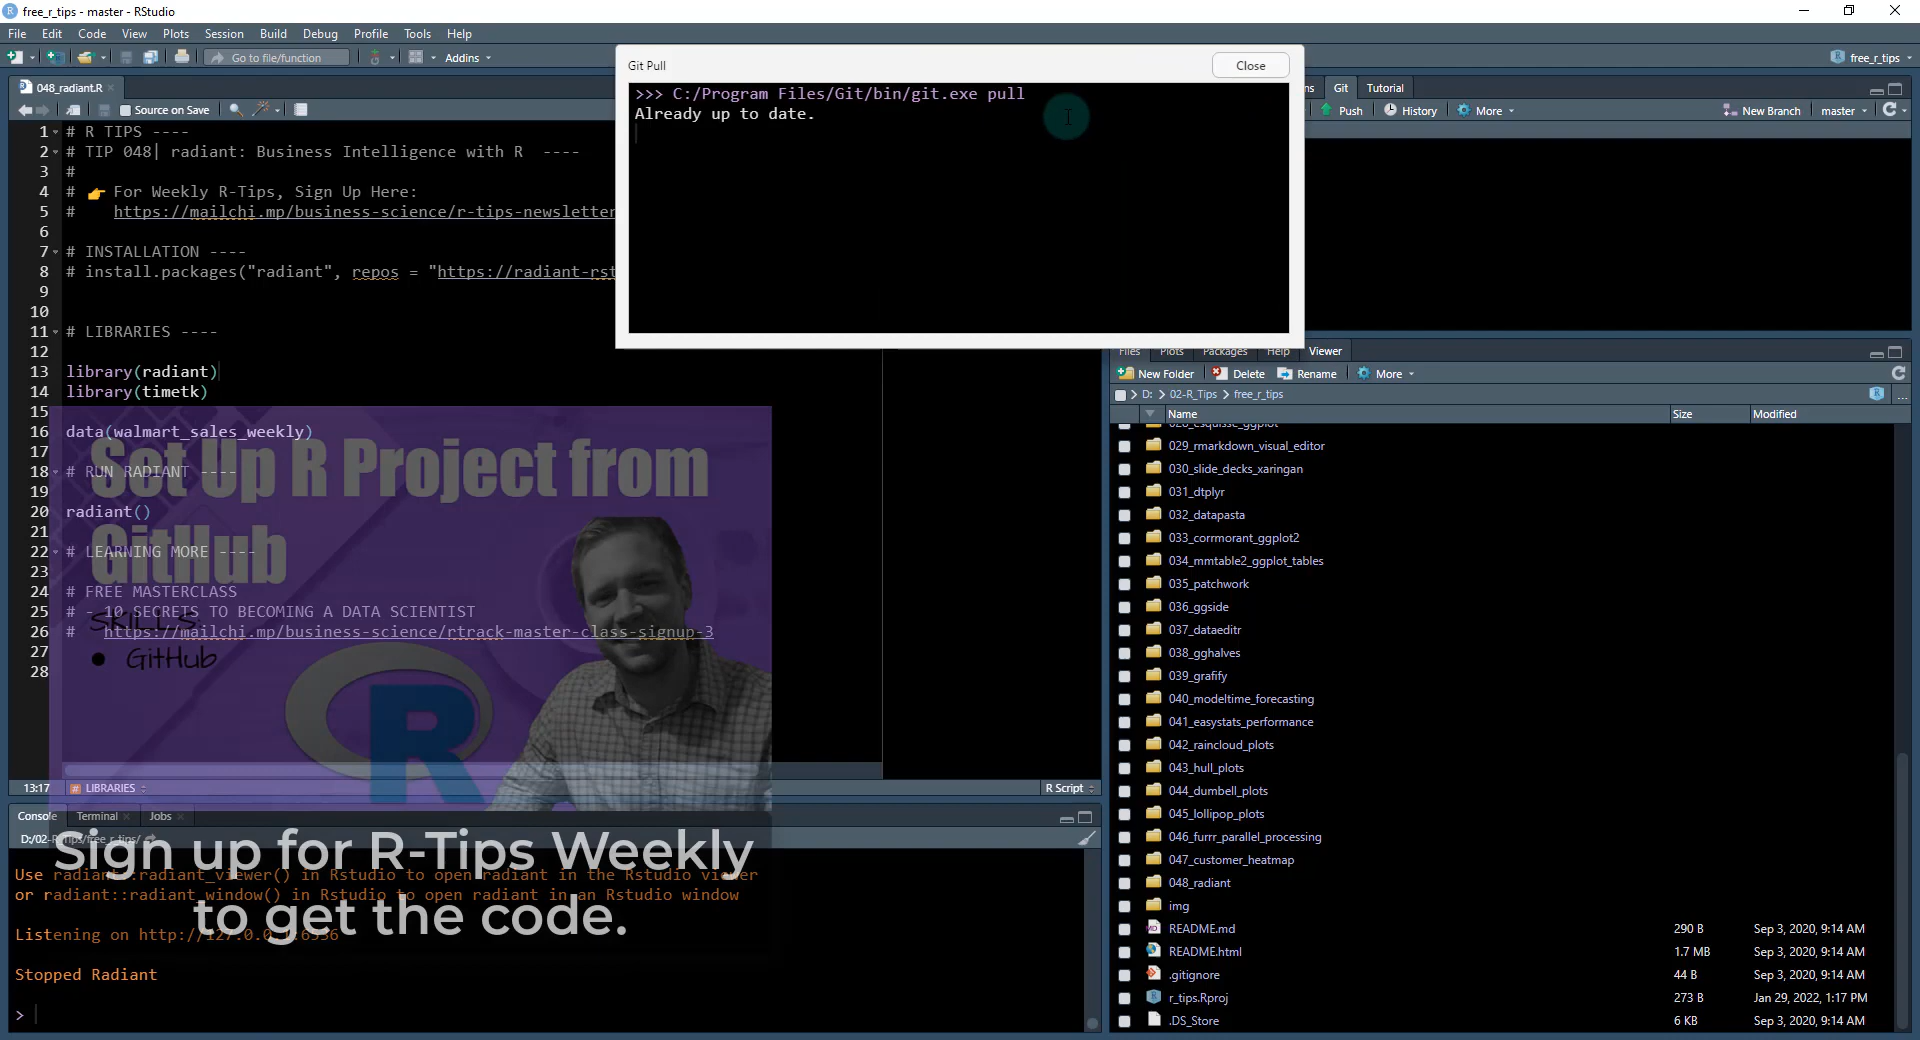 free_r_tips - master - RStudio
File Edit Code View Plots Session Build Debug Profile Tools Help
Go to file/function Addins free_r_tips
048_radiant.R
Source on Save
1 # R TIPS ----
2 # TIP 048| radiant: Business Intelligence with R ----
3 #
4 # 👉 For Weekly R-Tips, Sign Up Here:
5 # https://mailchi.mp/business-science/r-tips-newsletter
6
7 # INSTALLATION ----
8 # install.packages("radiant", repos = "https://radiant-rst
9
10
11 # LIBRARIES ----
12
13 library(radiant)
14 library(timetk)
15
16 data(walmart_sales_weekly)
17
18 # RUN RADIANT ----
19
20 radiant()
21
22 # LEARNING MORE ----
23
24 # FREE MASTERCLASS
25 # - 10 SECRETS TO BECOMING A DATA SCIENTIST
26 # https://mailchi.mp/business-science/rtrack-master-class-signup-3
27
28
13:17 LIBRARIES R Script
Set Up R Project from
GitHub
SKILLS:
● GitHub
R
Sign up for R-Tips Weekly
to get the code.
Console Terminal Jobs
D:/02-R_Tips/free_r_tips/
Use radiant::radiant_viewer() in Rstudio to open radiant in the Rstudio viewer
or radiant::radiant_window() in Rstudio to open radiant in an Rstudio window
Listening on http://127.0.0.1:6536
Stopped Radiant
>
Git Pull Close
>>> C:/Program Files/Git/bin/git.exe pull
Already up to date.
ns Git Tutorial
Push History More New Branch master
Files Plots Packages Help Viewer
New Folder Delete Rename More
D: > 02-R_Tips > free_r_tips ...
Name Size Modified
028_esquisse_ggplot
029_rmarkdown_visual_editor
030_slide_decks_xaringan
031_dtplyr
032_datapasta
033_corrmorant_ggplot2
034_mmtable2_ggplot_tables
035_patchwork
036_ggside
037_dataeditr
038_gghalves
039_grafify
040_modeltime_forecasting
041_easystats_performance
042_raincloud_plots
043_hull_plots
044_dumbell_plots
045_lollipop_plots
046_furrr_parallel_processing
047_customer_heatmap
048_radiant
img
README.md 290 B Sep 3, 2020, 9:14 AM
README.html 1.7 MB Sep 3, 2020, 9:14 AM
.gitignore 44 B Sep 3, 2020, 9:14 AM
r_tips.Rproj 273 B Jan 29, 2022, 1:17 PM
.DS_Store 6 KB Sep 3, 2020, 9:14 AM